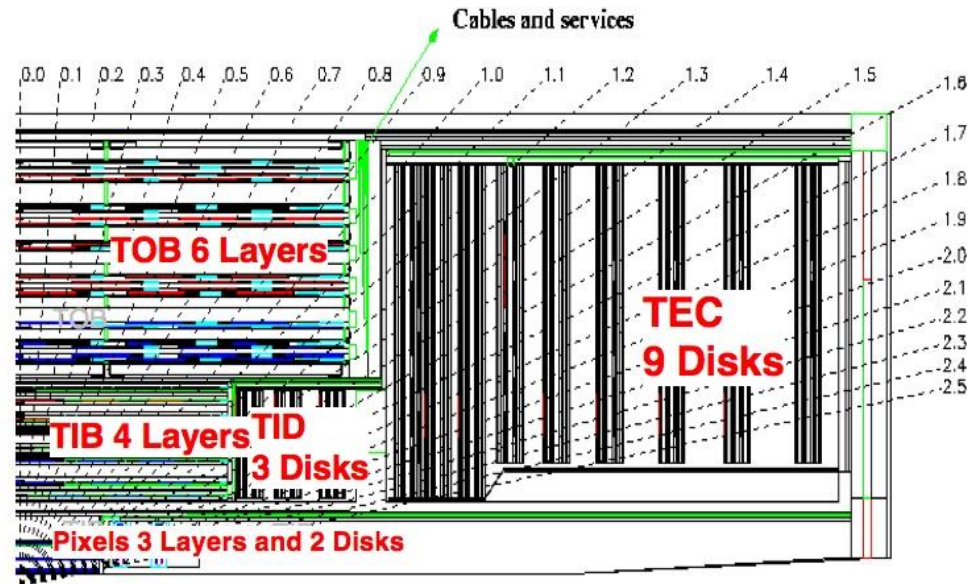 Cables and services
0.0 0.1 0.2 0.3 0.4 0.5 0.6 0.7 0.8 0.9 1.0 1.1 1.2 1.3 1.4 1.5
1.6
1.7
1.8
1.9
2.0
2.1
2.2
2.3
2.4
2.5
TOB 6 Layers
TOB
TEC
9 Disks
TIB 4 Layers
TID
3 Disks
Pixels 3 Layers and 2 Disks